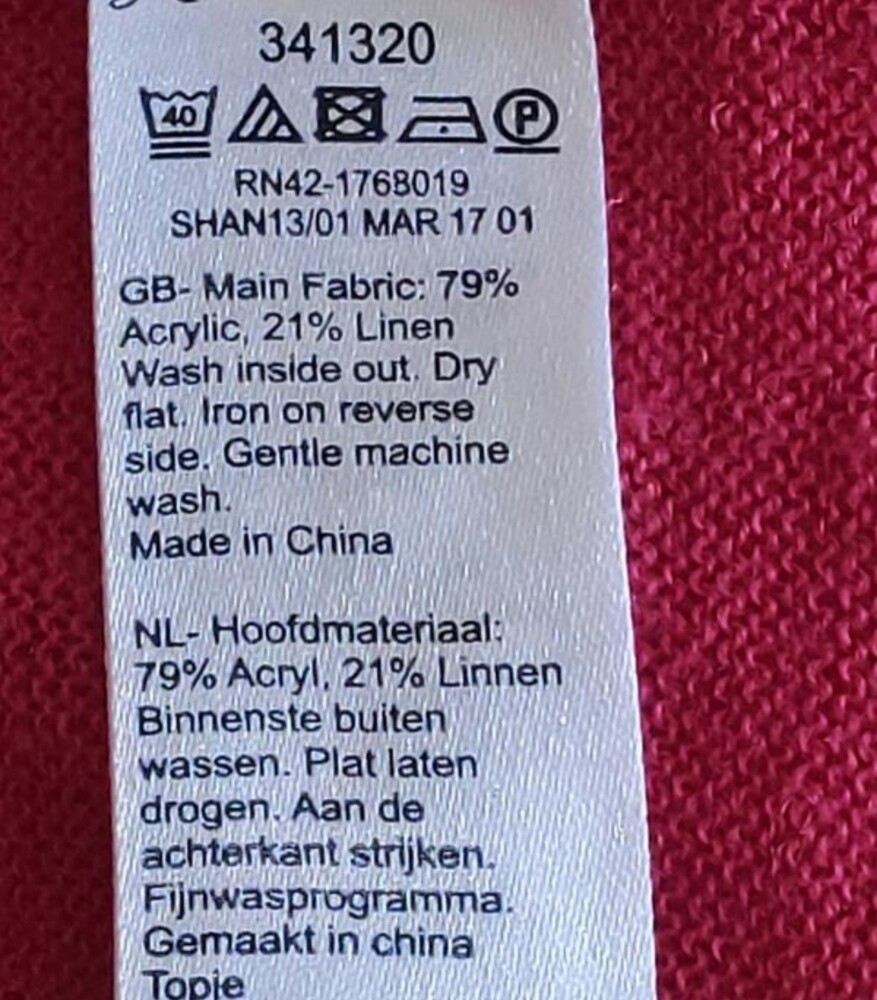 341320
40 P
RN42-1768019
SHAN13/01 MAR 17 01
GB- Main Fabric: 79%
Acrylic, 21% Linen
Wash inside out. Dry
flat. Iron on reverse
side. Gentle machine
wash.
Made in China
NL- Hoofdmateriaal:
79% Acryl, 21% Linnen
Binnenste buiten
wassen. Plat laten
drogen. Aan de
achterkant strijken.
Fijnwasprogramma.
Gemaakt in china
Topje